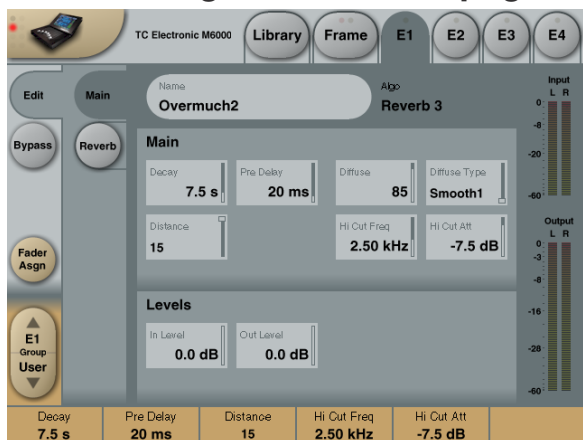 TC Electronic M6000
Library
Frame
E1
E2
E3
E4
Edit
Main
Name
Overmuch2
Algo
Reverb 3
Bypass
Reverb
Main
Decay
7.5 s
Pre Delay
20 ms
Diffuse
85
Diffuse Type
Smooth1
Distance
15
Hi Cut Freq
2.50 kHz
Hi Cut Att
-7.5 dB
Fader
Asgn
Levels
In Level
0.0 dB
Out Level
0.0 dB
E1
Group
User
Input
L R
0
-8
-20
-60
Output
L R
0
-3
-8
-16
-28
-40
Decay
7.5 s
Pre Delay
20 ms
Distance
15
Hi Cut Freq
2.50 kHz
Hi Cut Att
-7.5 dB